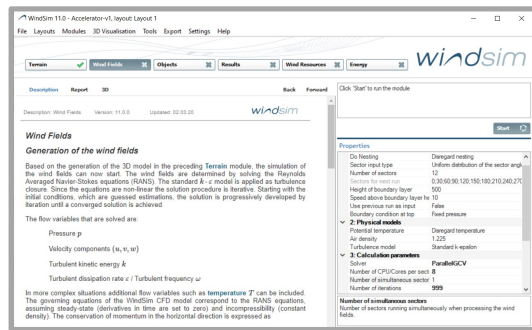 WindSim 11.0 - Accelerator-v1, layout: Layout 1
File Layouts Modules 3D Visualisation Tools Export Settings Help
Terrain Wind Fields Objects Results Wind Resources Energy
windsim
Description Report 3D Back Forward
Click 'Start' to run the module
Description: Wind Fields Version: 11.0.0 Updated: 02.03.20
windsim
Start
Wind Fields
Generation of the wind fields
Based on the generation of the 3D model in the preceding Terrain module, the simulation of
the wind fields can now start. The wind fields are determined by solving the Reynolds
Averaged Navier-Stokes equations (RANS). The standard k-ε model is applied as turbulence
closure. Since the equations are non-linear the solution procedure is iterative. Starting with the
initial conditions, which are guessed estimates, the solution is progressively developed by
iteration until a converged solution is achieved.
The flow variables that are solved are:
Pressure p
Velocity components (u, v, w)
Turbulent kinetic energy k
Turbulent dissipation rate ε / Turbulent frequency ω
In more complex situations additional flow variables such as temperature T can be included.
The governing equations of the WindSim CFD model correspond to the RANS equations,
assuming steady-state (derivatives in time are set to zero) and incompressibility (constant
density). The conservation of momentum in the horizontal direction is expressed as
Properties
Do Nesting Disregard nesting
Sector input type Uniform distribution of the sector angl
Number of sectors 12
Sectors for next run 0;30;60;90;120;150;180;210;240;270
Height of boundary layer 500
Speed above boundary layer he 10
Use previous run as input False
Boundary condition at top Fixed pressure
2: Physical models
Potential temperature Disregard temperature
Air density 1.225
Turbulence model Standard k-epsilon
3: Calculation parameters
Solver ParallelGCV
Number of CPU/Cores per sect 8
Number of simultaneous sector 1
Number of iterations 999
Number of simultaneous sectors
Number of sectors running simultaneously when processing the wind
fields.